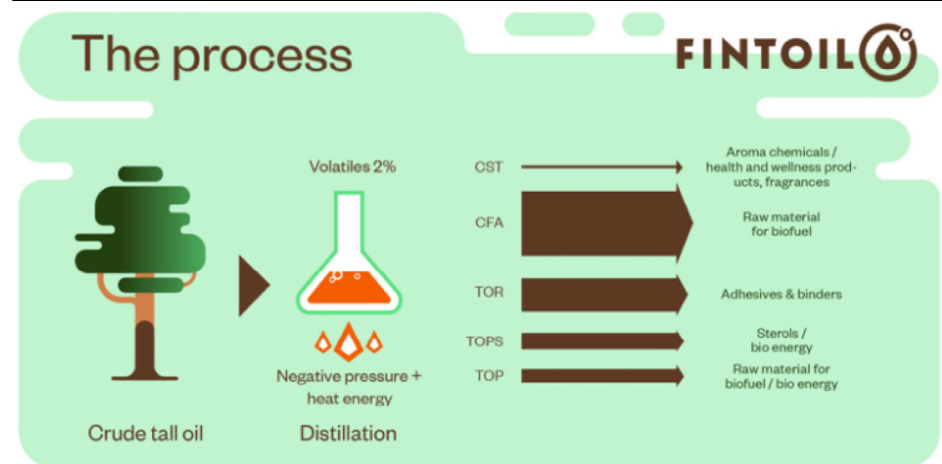 The process
FINTOIL
Volatiles 2%
Negative pressure +
heat energy
Crude tall oil
Distillation
CST
Aroma chemicals /
health and wellness prod-
ucts, fragrances
CFA
Raw material
for biofuel
TOR
Adhesives & binders
TOPS
Sterols /
bio energy
TOP
Raw material for
biofuel / bio energy